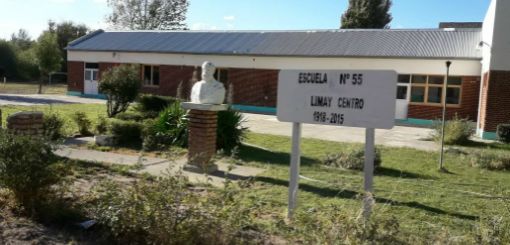 ESCUELA Nº 55
LIMAY CENTRO
1918-2015